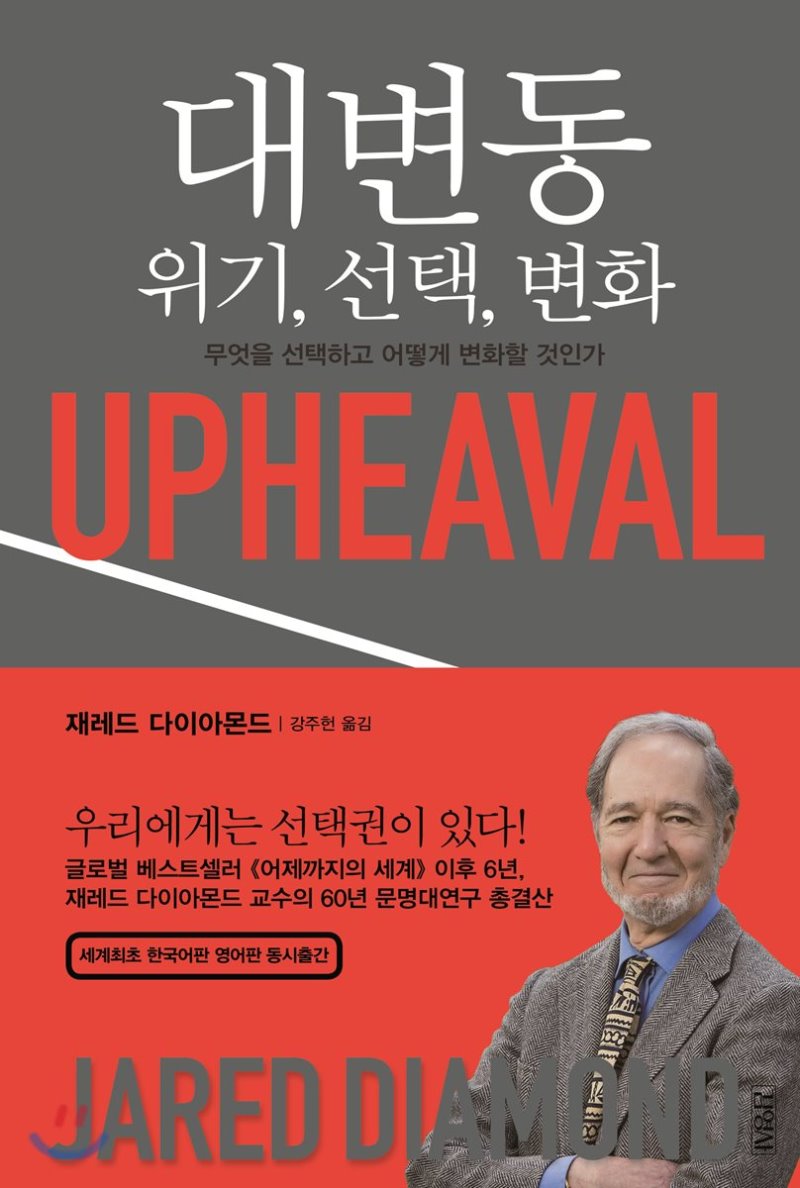 대변동
위기, 선택, 변화
무엇을 선택하고 어떻게 변화할 것인가
UPHEAVAL
재레드 다이아몬드 | 강주헌 옮김
우리에게는 선택권이 있다!
글로벌 베스트셀러 《어제까지의 세계》 이후 6년,
재레드 다이아몬드 교수의 60년 문명대연구 총결산
세계최초 한국어판 영어판 동시출간
JARED DIAMOND
김영사